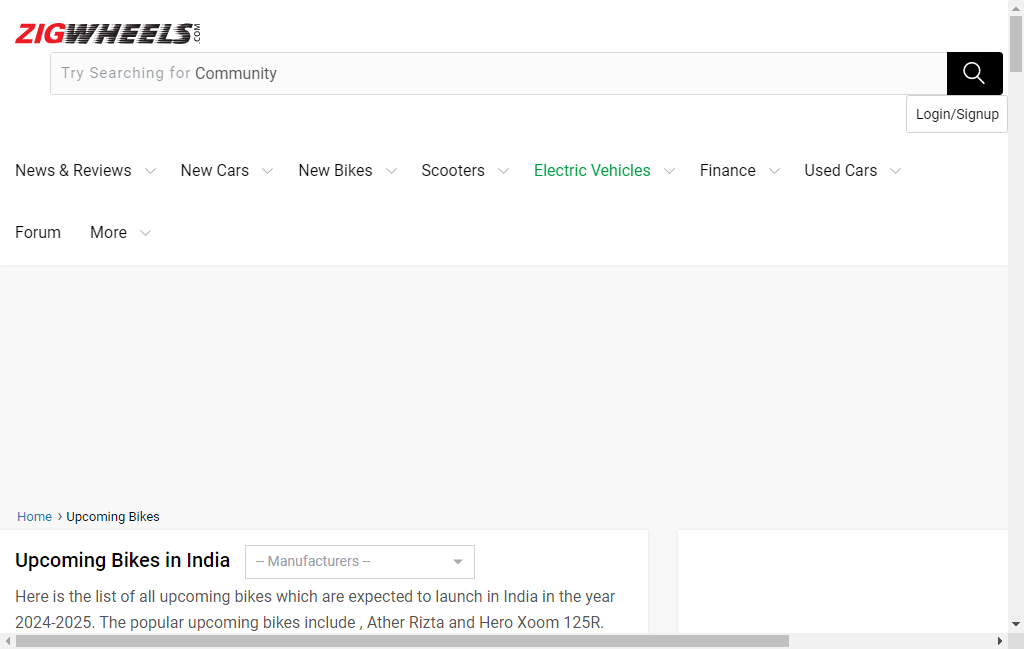 ZIGWHEELS.COM
Try Searching for Community
Login/Signup
News & Reviews New Cars New Bikes Scooters Electric Vehicles Finance Used Cars
Forum More
Home › Upcoming Bikes
Upcoming Bikes in India -- Manufacturers --
Here is the list of all upcoming bikes which are expected to launch in India in the year
2024-2025. The popular upcoming bikes include , Ather Rizta and Hero Xoom 125R.